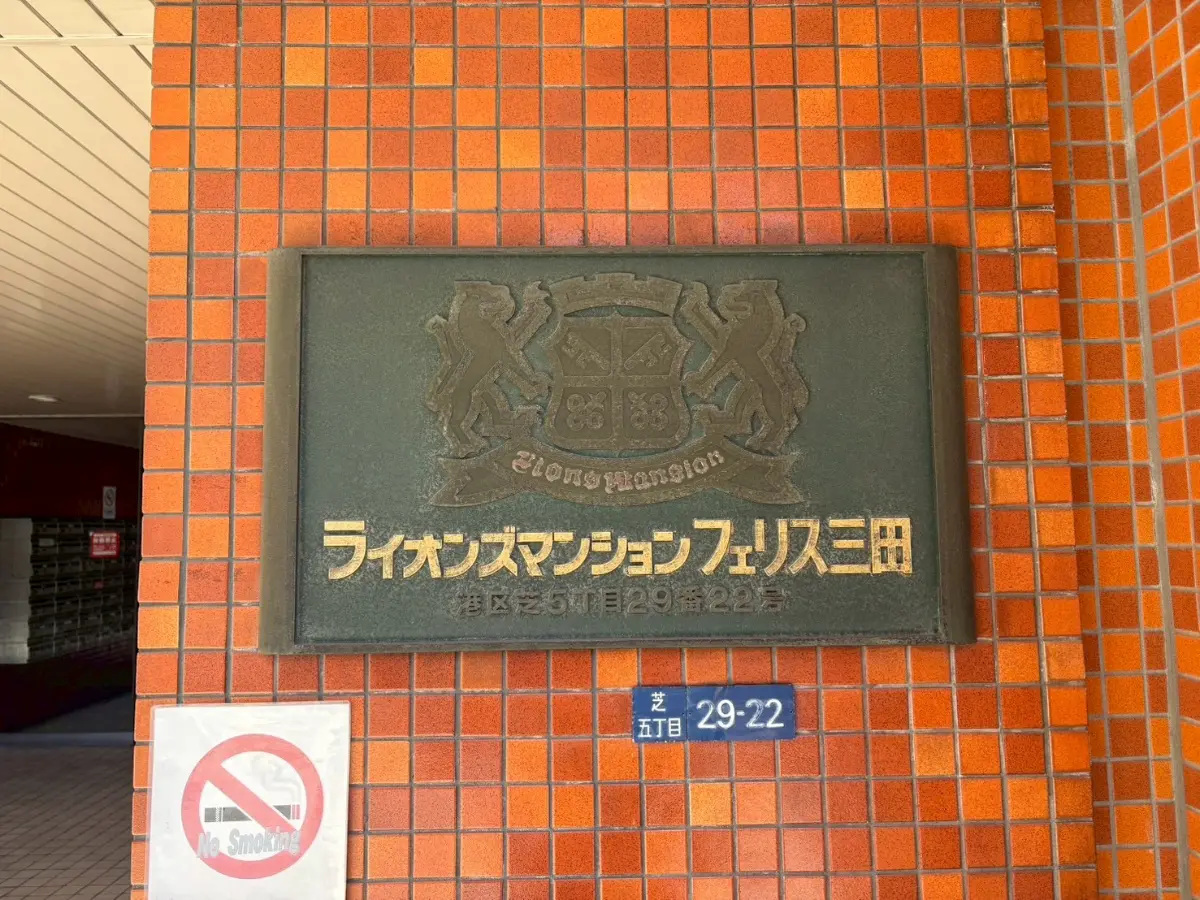 Lions Mansion
ライオンズマンションフェリス三田
港区芝5丁目29番22号
芝
五丁目
29-22
No Smoking